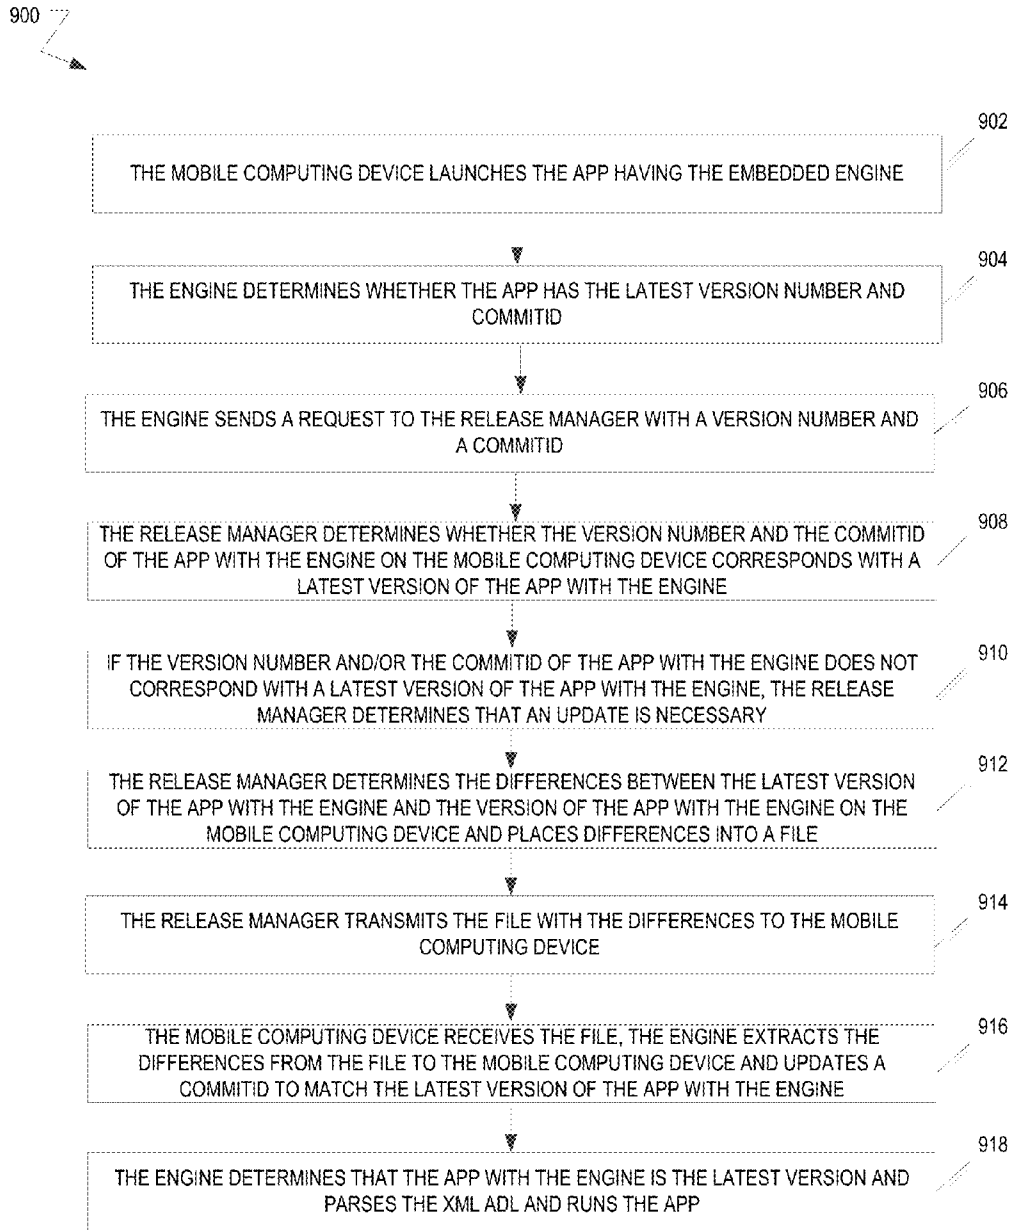 900
902
THE MOBILE COMPUTING DEVICE LAUNCHES THE APP HAVING THE EMBEDDED ENGINE
904
THE ENGINE DETERMINES WHETHER THE APP HAS THE LATEST VERSION NUMBER AND
COMMITID
906
THE ENGINE SENDS A REQUEST TO THE RELEASE MANAGER WITH A VERSION NUMBER AND
A COMMITID
908
THE RELEASE MANAGER DETERMINES WHETHER THE VERSION NUMBER AND THE COMMITID
OF THE APP WITH THE ENGINE ON THE MOBILE COMPUTING DEVICE CORRESPONDS WITH A
LATEST VERSION OF THE APP WITH THE ENGINE
910
IF THE VERSION NUMBER AND/OR THE COMMITID OF THE APP WITH THE ENGINE DOES NOT
CORRESPOND WITH A LATEST VERSION OF THE APP WITH THE ENGINE, THE RELEASE
MANAGER DETERMINES THAT AN UPDATE IS NECESSARY
912
THE RELEASE MANAGER DETERMINES THE DIFFERENCES BETWEEN THE LATEST VERSION
OF THE APP WITH THE ENGINE AND THE VERSION OF THE APP WITH THE ENGINE ON THE
MOBILE COMPUTING DEVICE AND PLACES DIFFERENCES INTO A FILE
914
THE RELEASE MANAGER TRANSMITS THE FILE WITH THE DIFFERENCES TO THE MOBILE
COMPUTING DEVICE
916
THE MOBILE COMPUTING DEVICE RECEIVES THE FILE, THE ENGINE EXTRACTS THE
DIFFERENCES FROM THE FILE TO THE MOBILE COMPUTING DEVICE AND UPDATES A
COMMITID TO MATCH THE LATEST VERSION OF THE APP WITH THE ENGINE
918
THE ENGINE DETERMINES THAT THE APP WITH THE ENGINE IS THE LATEST VERSION AND
PARSES THE XML ADL AND RUNS THE APP